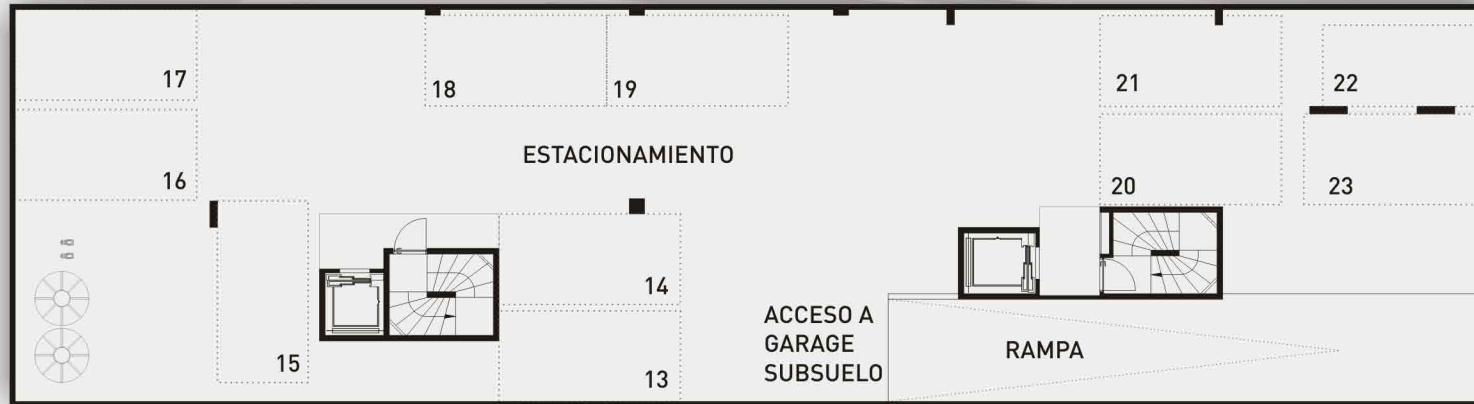 17
18
19
21
22
ESTACIONAMIENTO
16
20
23
14
15
13
ACCESO A
GARAGE
SUBSUELO
RAMPA